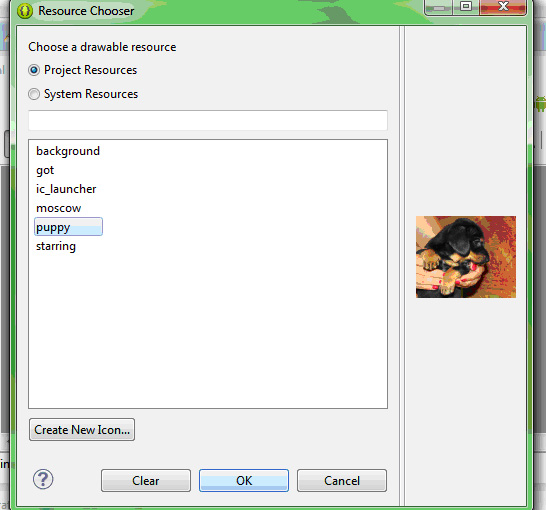 Resource Chooser
Choose a drawable resource
Project Resources
System Resources
background
got
ic_launcher
moscow
puppy
starring
Create New Icon...
Clear
OK
Cancel